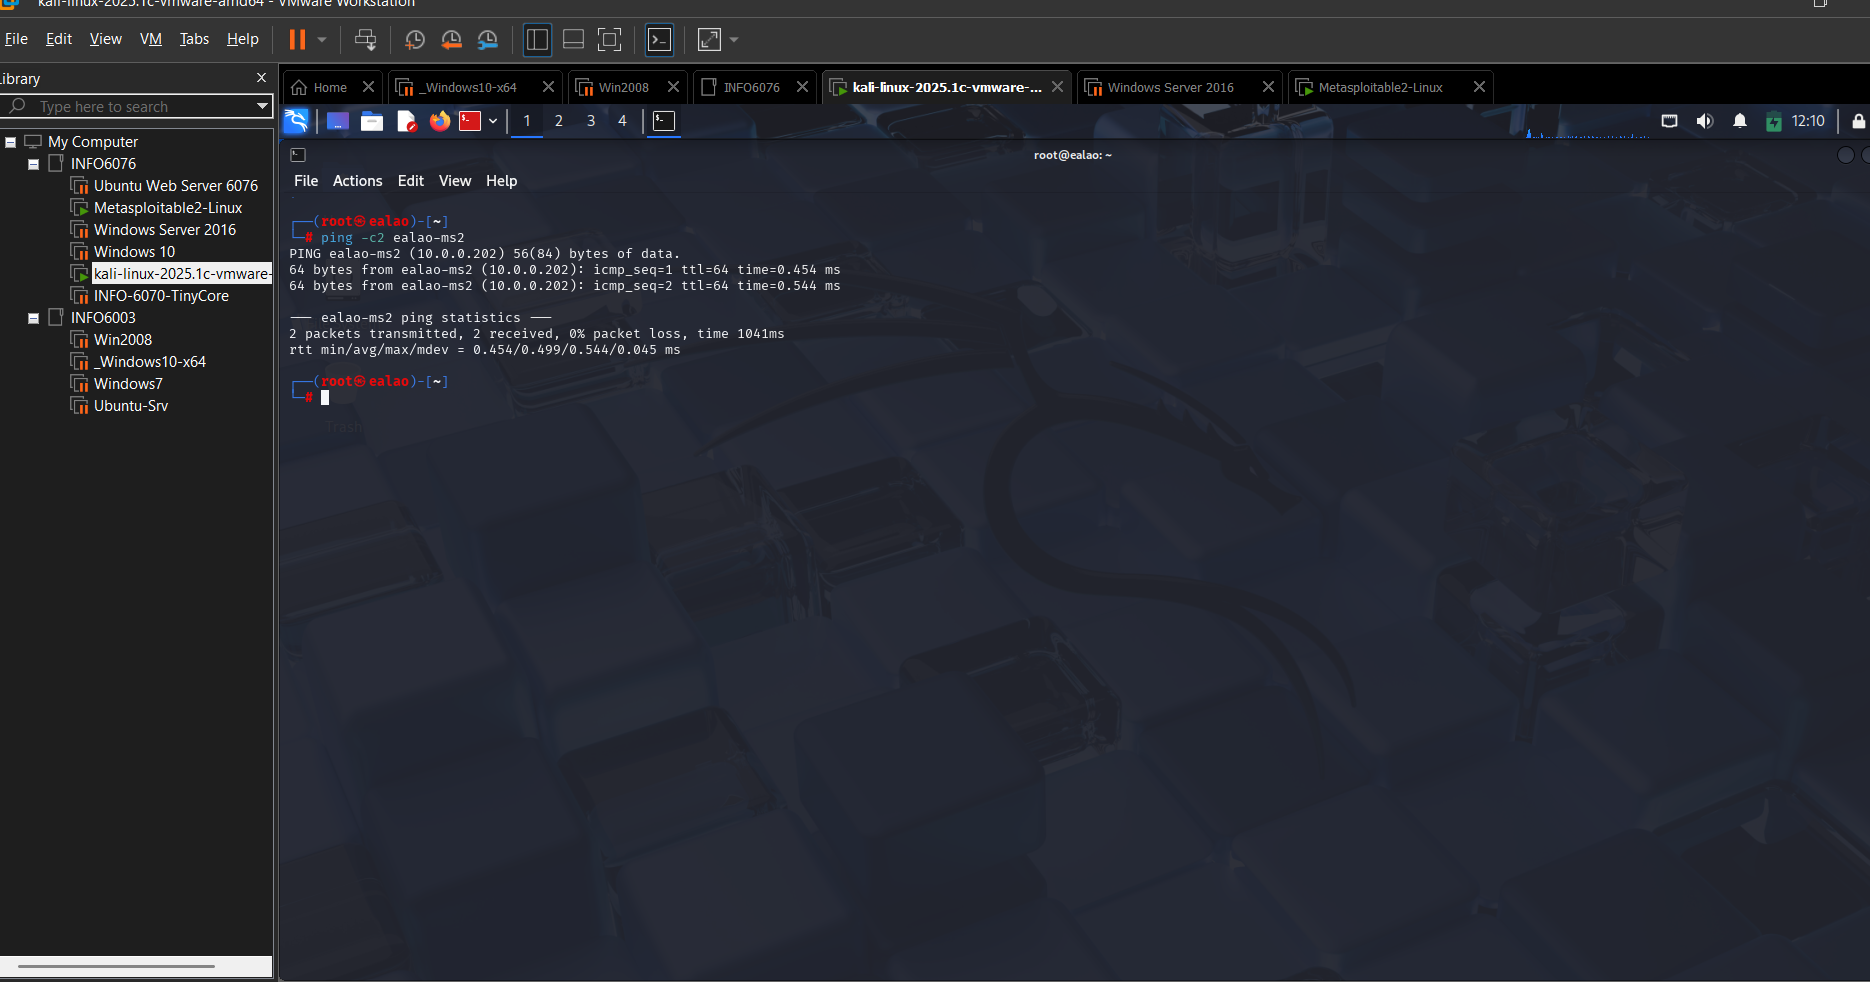 kali-linux-2025.1c-vmware-amd64 - VMware Workstation
File Edit View VM Tabs Help
Library
Type here to search
Home _Windows10-x64 Win2008 INFO6076 kali-linux-2025.1c-vmware-... Windows Server 2016 Metasploitable2-Linux
1 2 3 4 12:10
My Computer
INFO6076
Ubuntu Web Server 6076
Metasploitable2-Linux
Windows Server 2016
Windows 10
kali-linux-2025.1c-vmware-
INFO-6070-TinyCore
INFO6003
Win2008
_Windows10-x64
Windows7
Ubuntu-Srv
root@ealao: ~
File Actions Edit View Help
┌──(root㉿ealao)-[~]
└─# ping -c2 ealao-ms2
PING ealao-ms2 (10.0.0.202) 56(84) bytes of data.
64 bytes from ealao-ms2 (10.0.0.202): icmp_seq=1 ttl=64 time=0.454 ms
64 bytes from ealao-ms2 (10.0.0.202): icmp_seq=2 ttl=64 time=0.544 ms
--- ealao-ms2 ping statistics ---
2 packets transmitted, 2 received, 0% packet loss, time 1041ms
rtt min/avg/max/mdev = 0.454/0.499/0.544/0.045 ms
┌──(root㉿ealao)-[~]
└─#
Trash